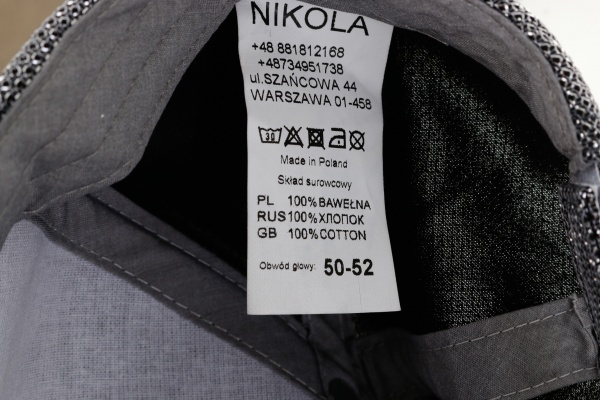 NIKOLA
+48 881812168
+48734951738
ul.SZAŃCOWA 44
WARSZAWA 01-458
30
Made in Poland
Skład surowcowy
PL 100% BAWEŁNA
RUS 100% ХЛОПОК
GB 100% COTTON
Obwód głowy: 50-52